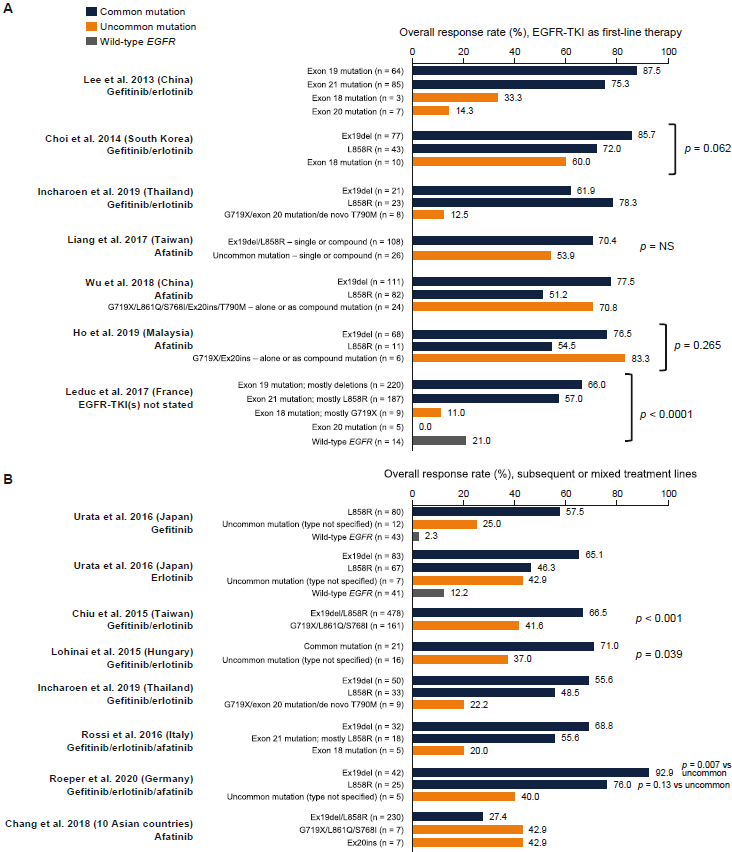 A
Common mutation
Uncommon mutation
Wild-type EGFR
Overall response rate (%), EGFR-TKI as first-line therapy
0 20 40 60 80 100
Lee et al. 2013 (China)
Gefitinib/erlotinib
Exon 19 mutation (n = 64) 87.5
Exon 21 mutation (n = 85) 75.3
Exon 18 mutation (n = 3) 33.3
Exon 20 mutation (n = 7) 14.3
Choi et al. 2014 (South Korea)
Gefitinib/erlotinib
Ex19del (n = 77) 85.7
L858R (n = 43) 72.0
Exon 18 mutation (n = 10) 60.0
p = 0.062
Incharoen et al. 2019 (Thailand)
Gefitinib/erlotinib
Ex19del (n = 21) 61.9
L858R (n = 23) 78.3
G719X/exon 20 mutation/de novo T790M (n = 8) 12.5
Liang et al. 2017 (Taiwan)
Afatinib
Ex19del/L858R – single or compound (n = 108) 70.4
Uncommon mutation – single or compound (n = 26) 53.9
p = NS
Wu et al. 2018 (China)
Afatinib
Ex19del (n = 111) 77.5
L858R (n = 82) 51.2
G719X/L861Q/S768I/Ex20ins/T790M – alone or as compound mutation (n = 24) 70.8
Ho et al. 2019 (Malaysia)
Afatinib
Ex19del (n = 68) 76.5
L858R (n = 11) 54.5
G719X/Ex20ins – alone or as compound mutation (n = 6) 83.3
p = 0.265
Leduc et al. 2017 (France)
EGFR-TKI(s) not stated
Exon 19 mutation; mostly deletions (n = 220) 66.0
Exon 21 mutation; mostly L858R (n = 187) 57.0
Exon 18 mutation; mostly G719X (n = 9) 11.0
Exon 20 mutation (n = 5) 0.0
Wild-type EGFR (n = 14) 21.0
p < 0.0001
B
Overall response rate (%), subsequent or mixed treatment lines
0 20 40 60 80 100
Urata et al. 2016 (Japan)
Gefitinib
L858R (n = 80) 57.5
Uncommon mutation (type not specified) (n = 12) 25.0
Wild-type EGFR (n = 43) 2.3
Urata et al. 2016 (Japan)
Erlotinib
Ex19del (n = 83) 65.1
L858R (n = 67) 46.3
Uncommon mutation (type not specified) (n = 7) 42.9
Wild-type EGFR (n = 41) 12.2
Chiu et al. 2015 (Taiwan)
Gefitinib/erlotinib
Ex19del/L858R (n = 478) 66.5
G719X/L861Q/S768I (n = 161) 41.6
p < 0.001
Lohinai et al. 2015 (Hungary)
Gefitinib/erlotinib
Common mutation (n = 21) 71.0
Uncommon mutation (type not specified) (n = 16) 37.0
p = 0.039
Incharoen et al. 2019 (Thailand)
Gefitinib/erlotinib
Ex19del (n = 50) 55.6
L858R (n = 33) 48.5
G719X/exon 20 mutation/de novo T790M (n = 9) 22.2
Rossi et al. 2016 (Italy)
Gefitinib/erlotinib/afatinib
Ex19del (n = 32) 68.8
Exon 21 mutation; mostly L858R (n = 18) 55.6
Exon 18 mutation (n = 5) 20.0
Roeper et al. 2020 (Germany)
Gefitinib/erlotinib/afatinib
Ex19del (n = 42) 92.9
p = 0.007 vs
uncommon
L858R (n = 25) 76.0 p = 0.13 vs uncommon
Uncommon mutation (type not specified) (n = 5) 40.0
Chang et al. 2018 (10 Asian countries)
Afatinib
Ex19del/L858R (n = 230) 27.4
G719X/L861Q/S768I (n = 7) 42.9
Ex20ins (n = 7) 42.9